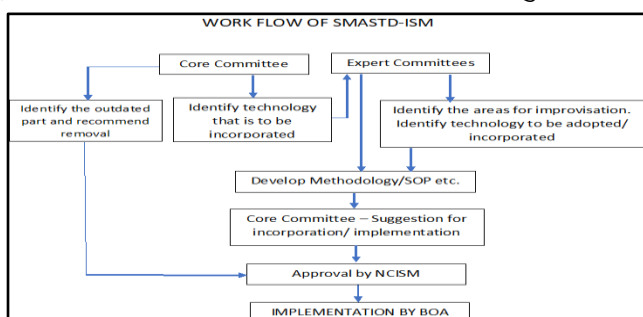 WORK FLOW OF SMASTD-ISM
Core Committee
Expert Committees
Identify the outdated
part and recommend
removal
Identify technology
that is to be
incorporated
Identify the areas for improvisation.
Identify technology to be adopted/
incorporated
Develop Methodology/SOP etc.
Core Committee – Suggestion for
incorporation/ implementation
Approval by NCISM
IMPLEMENTATION BY BOA